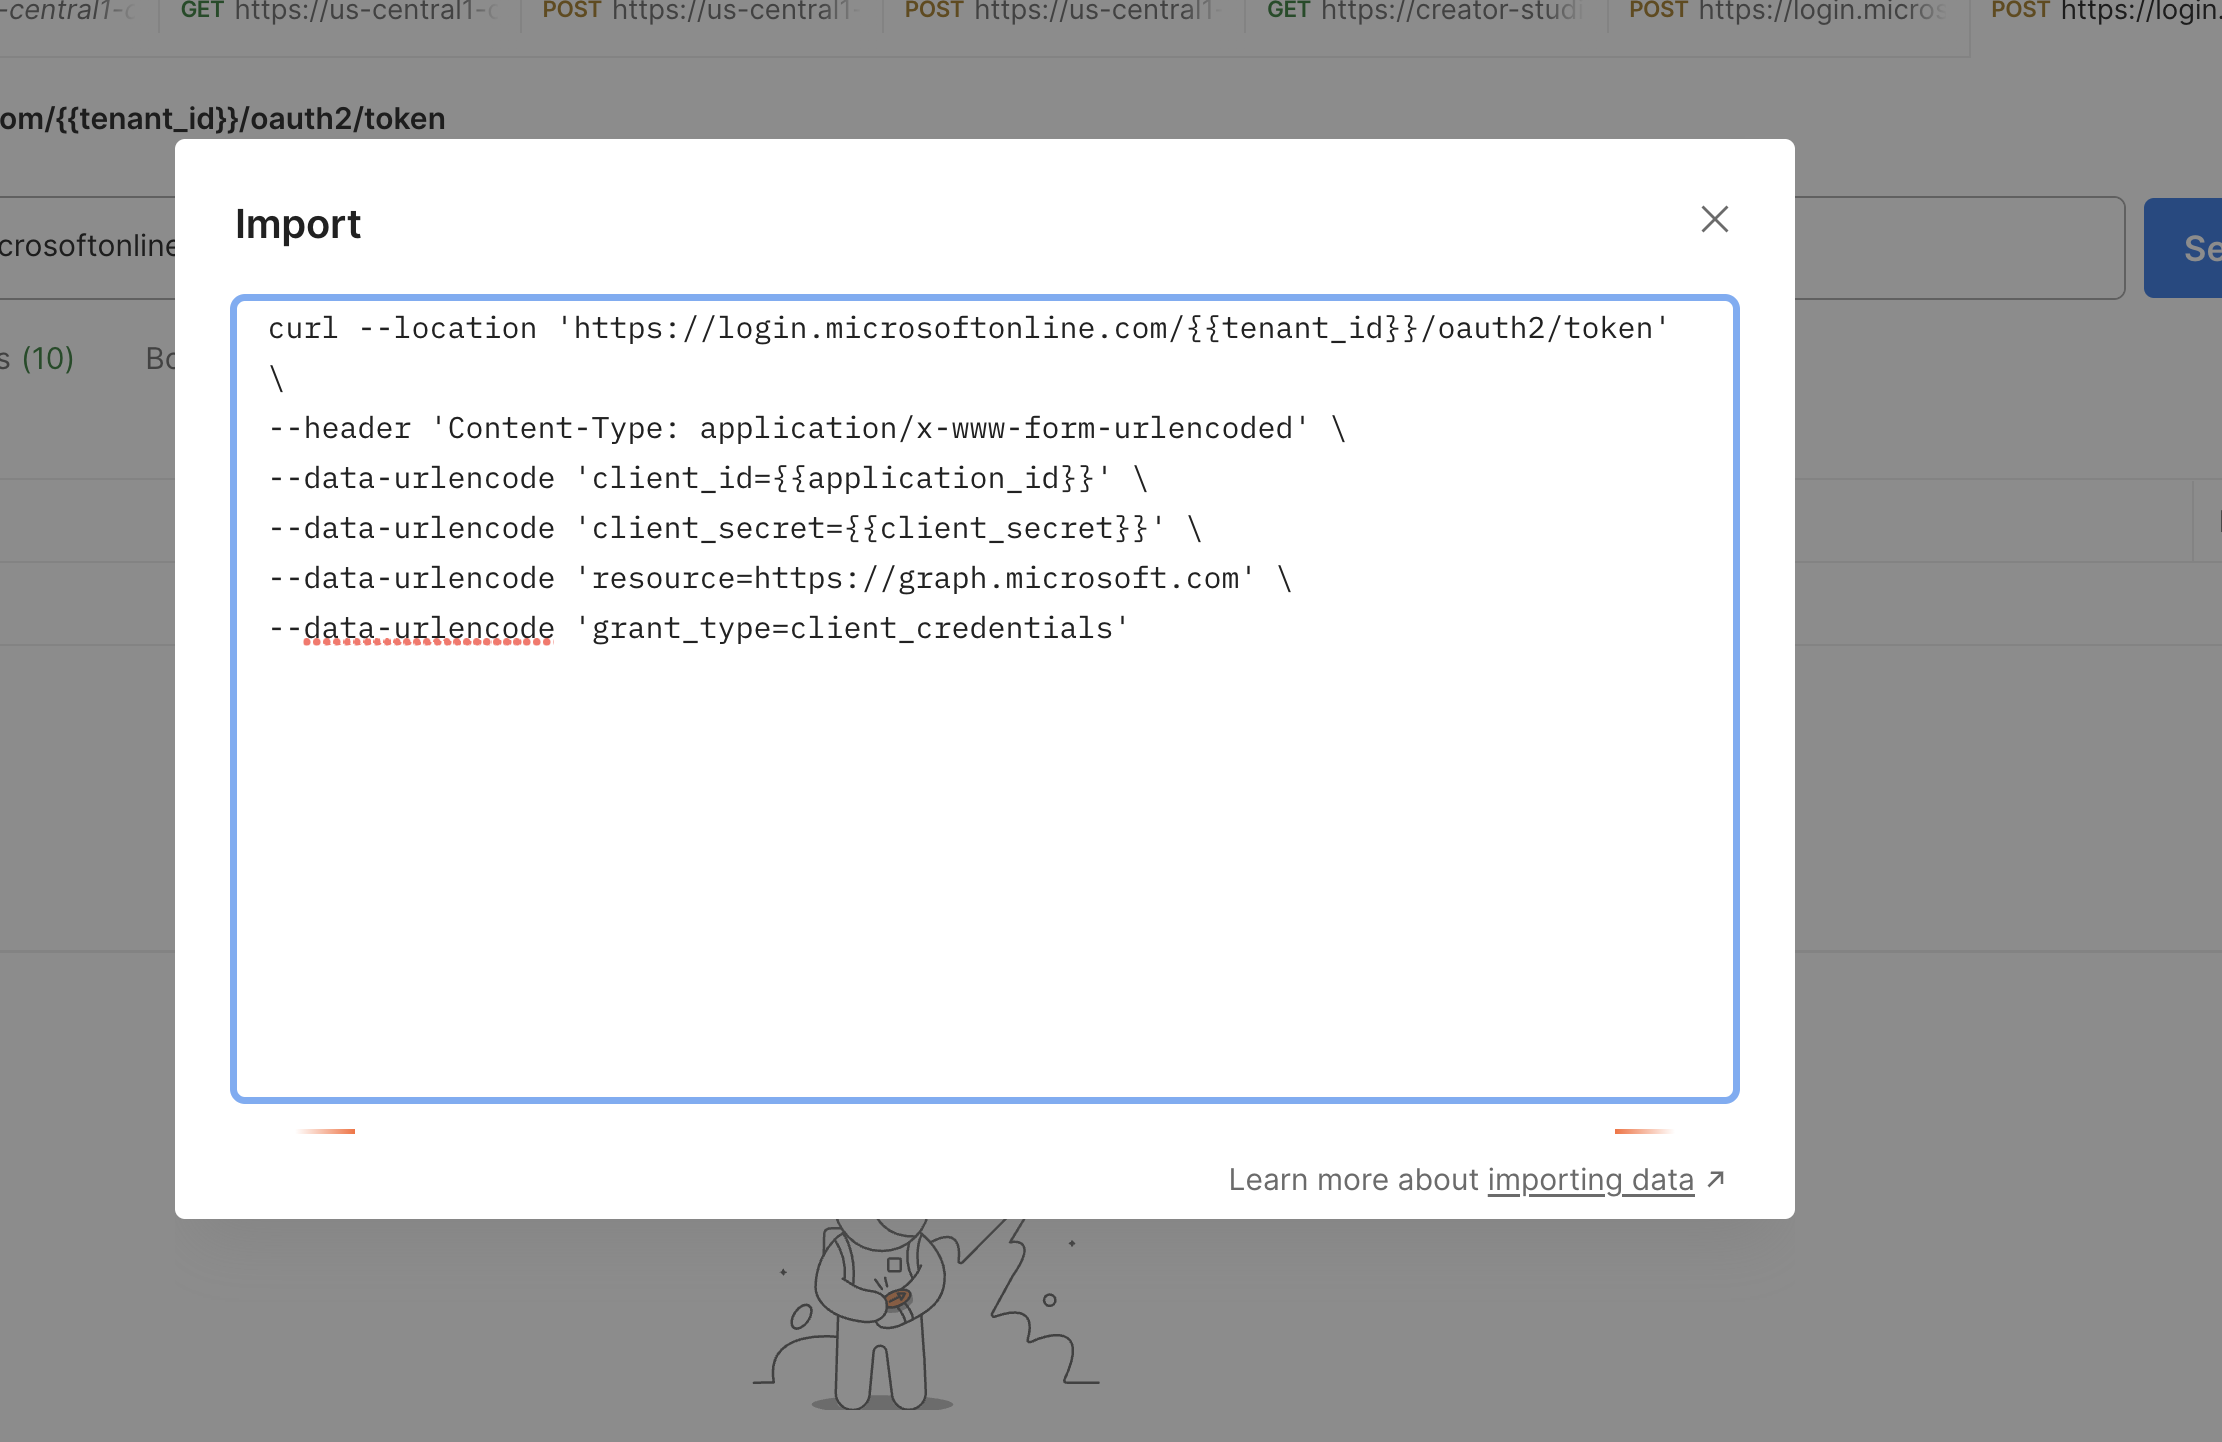 -central1-
GET https://us-central1-
POST https://us-central1-
POST https://us-central1-
GET https://creator-stud
POST https://login.micros
POST https://login.
om/{{tenant_id}}/oauth2/token
Import
crosoftonline
Se
s (10)
Bo
curl --location 'https://login.microsoftonline.com/{{tenant_id}}/oauth2/token'
\
--header 'Content-Type: application/x-www-form-urlencoded' \
--data-urlencode 'client_id={{application_id}}' \
--data-urlencode 'client_secret={{client_secret}}' \
--data-urlencode 'resource=https://graph.microsoft.com' \
--data-urlencode 'grant_type=client_credentials'
Learn more about importing data ↗